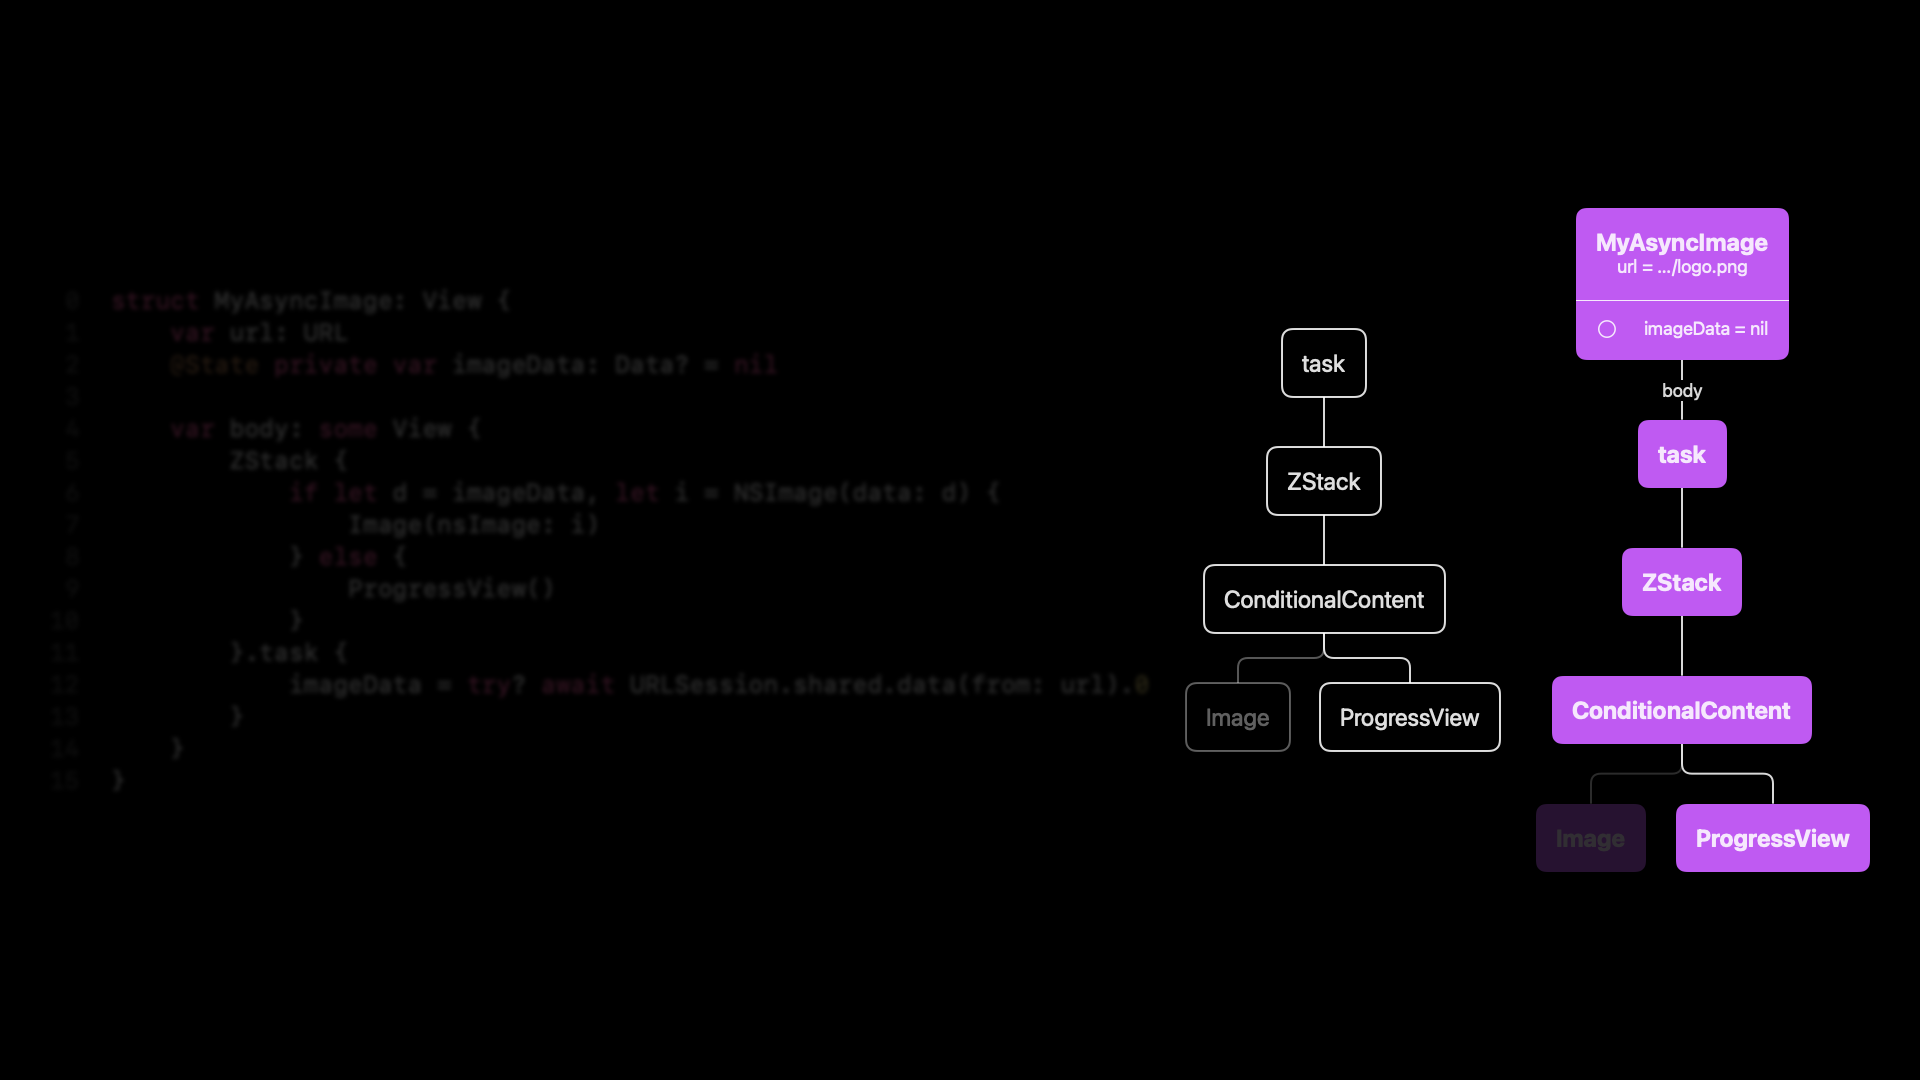 0 struct MyAsyncImage: View {
1 var url: URL
2 @State private var imageData: Data? = nil
3
4 var body: some View {
5 ZStack {
6 if let d = imageData, let i = NSImage(data: d) {
7 Image(nsImage: i)
8 } else {
9 ProgressView()
10 }
11 }.task {
12 imageData = try? await URLSession.shared.data(from: url).0
13 }
14 }
15 }
task
ZStack
ConditionalContent
Image
ProgressView
MyAsyncImage
url = .../logo.png
imageData = nil
body
task
ZStack
ConditionalContent
Image
ProgressView